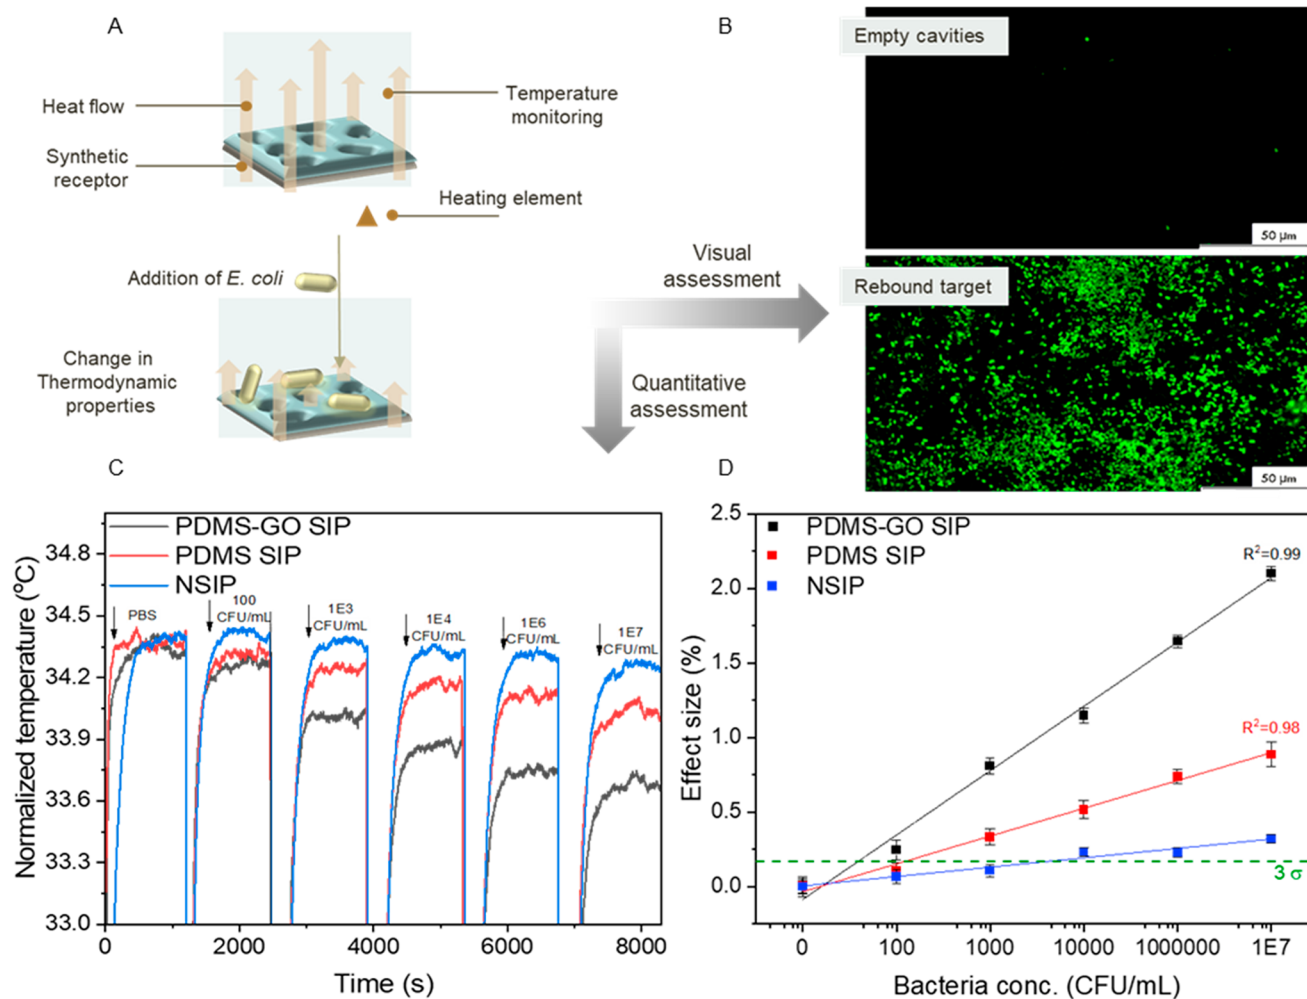 A
Heat flow
Temperature
monitoring
Synthetic
receptor
Heating element
Addition of E. coli
Change in
Thermodynamic
properties
Visual
assessment
Quantitative
assessment
B
Empty cavities
50 µm
Rebound target
50 µm
C
PDMS-GO SIP
PDMS SIP
NSIP
PBS
100
CFU/mL
1E3
CFU/mL
1E4
CFU/mL
1E6
CFU/mL
1E7
CFU/mL
Normalized temperature (°C)
34.8
34.5
34.2
33.9
33.6
33.3
33.0
0
2000
4000
6000
8000
Time (s)
D
PDMS-GO SIP
PDMS SIP
NSIP
R²=0.99
R²=0.98
3 σ
Effect size (%)
2.5
2.0
1.5
1.0
0.5
0.0
0
100
1000
10000
1000000
1E7
Bacteria conc. (CFU/mL)